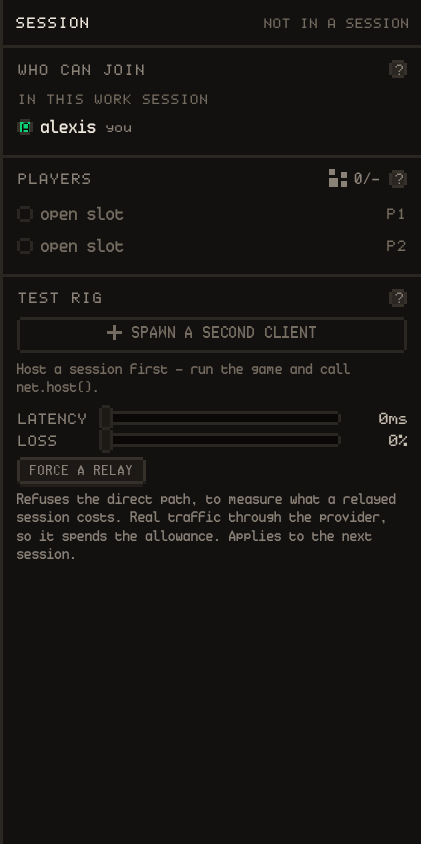 SESSION
NOT IN A SESSION
WHO CAN JOIN
?
IN THIS WORK SESSION
alexis you
PLAYERS
0/–
?
open slot
P1
open slot
P2
TEST RIG
?
+ SPAWN A SECOND CLIENT
Host a session first – run the game and call
net.host().
LATENCY
0ms
LOSS
0%
FORCE A RELAY
Refuses the direct path, to measure what a relayed
session costs. Real traffic through the provider,
so it spends the allowance. Applies to the next
session.